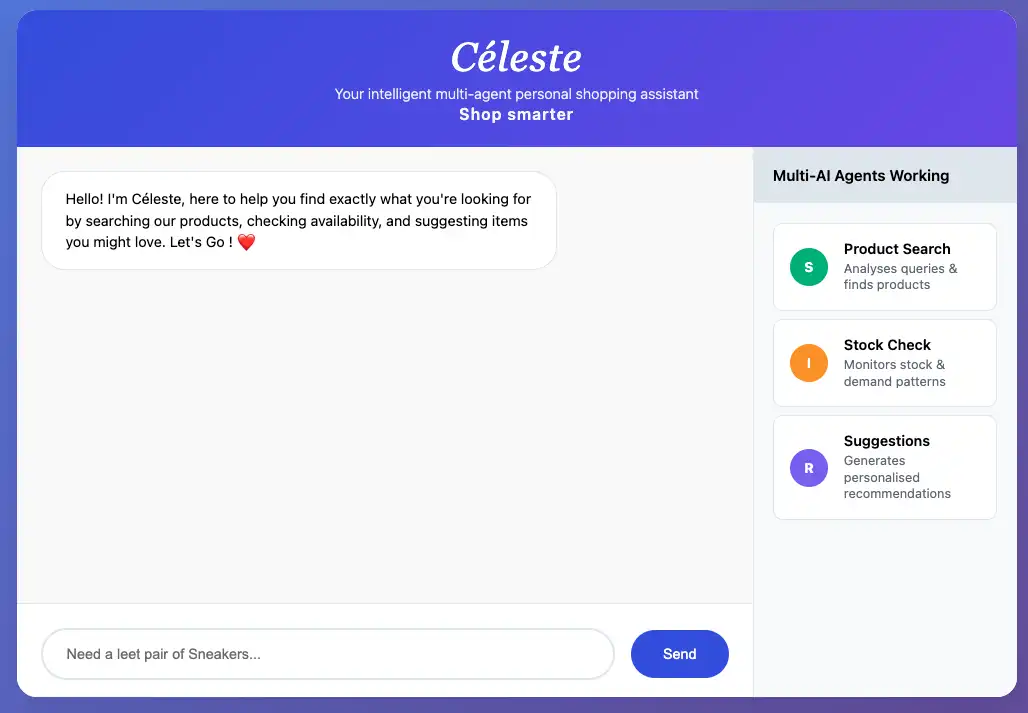 Céleste
Your intelligent multi-agent personal shopping assistant
Shop smarter
Hello! I'm Céleste, here to help you find exactly what you're looking for
by searching our products, checking availability, and suggesting items
you might love. Let's Go ! ❤️
Need a leet pair of Sneakers...
Send
Multi-AI Agents Working
S
Product Search
Analyses queries &
finds products
I
Stock Check
Monitors stock &
demand patterns
R
Suggestions
Generates
personalised
recommendations